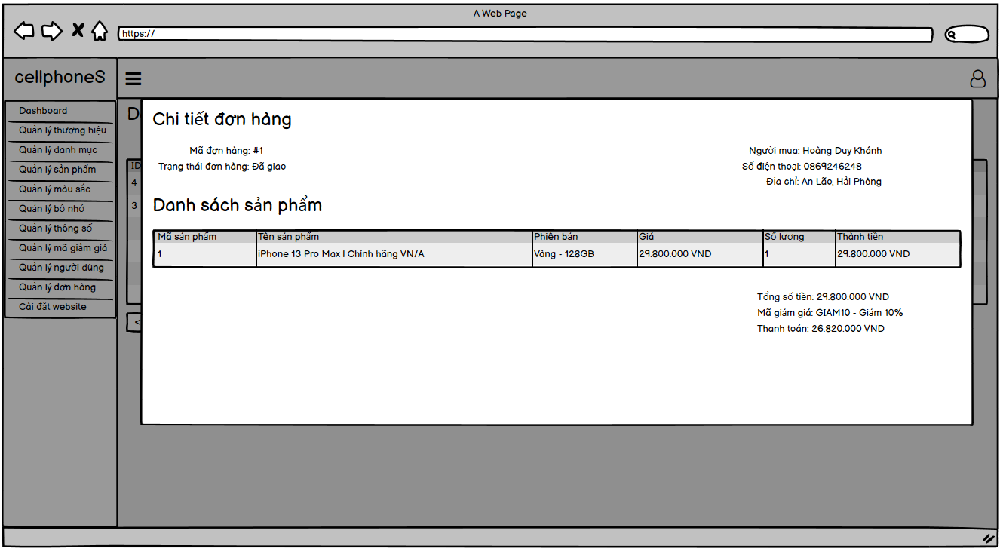 A Web Page
https://
cellphoneS
Dashboard
Quản lý thương hiệu
Quản lý danh mục
Quản lý sản phẩm
Quản lý màu sắc
Quản lý bộ nhớ
Quản lý thông số
Quản lý mã giảm giá
Quản lý người dùng
Quản lý đơn hàng
Cài đặt website
D
ID
4
3
<
Chi tiết đơn hàng
Mã đơn hàng: #1
Trạng thái đơn hàng: Đã giao
Người mua: Hoàng Duy Khánh
Số điện thoại: 0869246248
Địa chỉ: An Lão, Hải Phòng
Danh sách sản phẩm
Mã sản phẩm Tên sản phẩm Phiên bản Giá Số lượng Thành tiền
1 iPhone 13 Pro Max I Chính hãng VN/A Vàng - 128GB 29.800.000 VND 1 29.800.000 VND
Tổng số tiền: 29.800.000 VND
Mã giảm giá: GIAM10 - Giảm 10%
Thanh toán: 26.820.000 VND